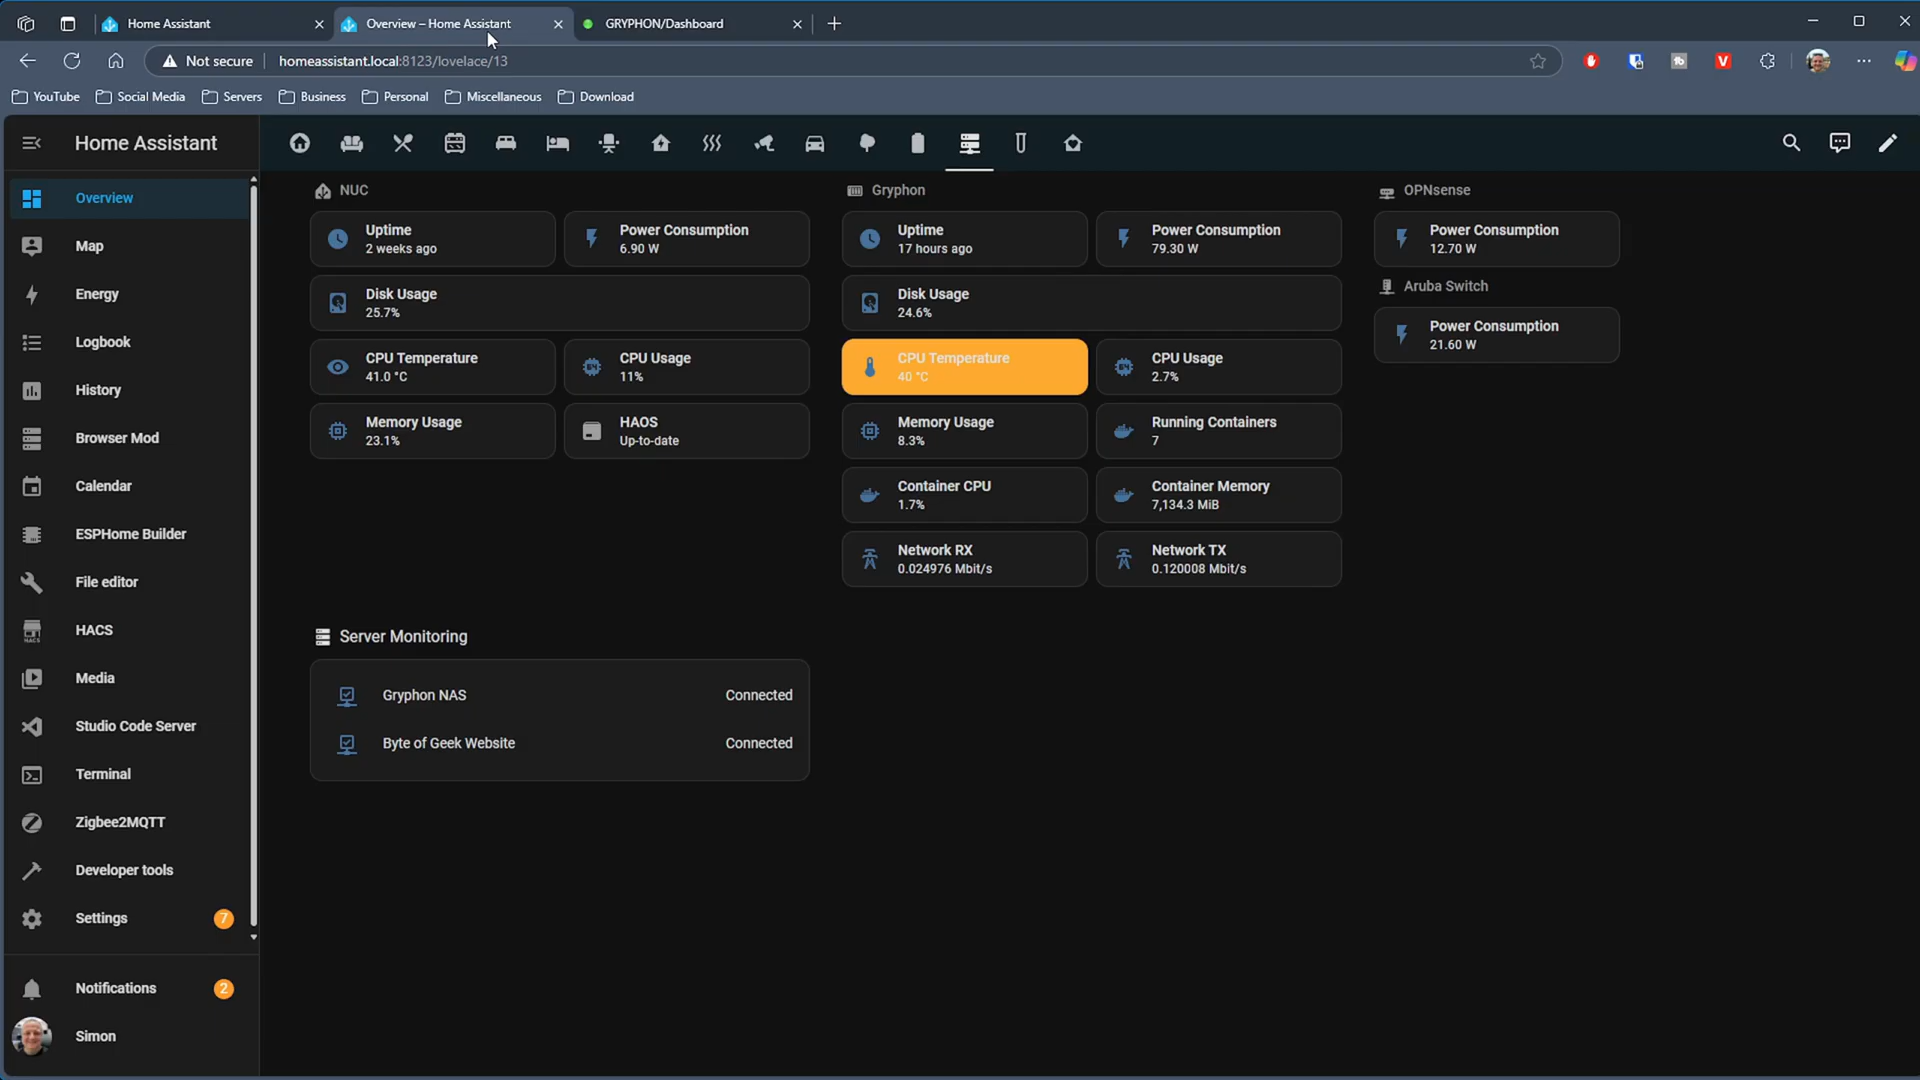 Home Assistant
Overview – Home Assistant
GRYPHON/Dashboard
Not secure
homeassistant.local:8123/lovelace/13
YouTube
Social Media
Servers
Business
Personal
Miscellaneous
Download
Home Assistant
Overview
Map
Energy
Logbook
History
Browser Mod
Calendar
ESPHome Builder
File editor
HACS
HACS
Media
Studio Code Server
Terminal
Zigbee2MQTT
Developer tools
Settings
7
Notifications
2
Simon
NUC
Uptime
2 weeks ago
Power Consumption
6.90 W
Disk Usage
25.7%
CPU Temperature
41.0 °C
CPU Usage
11%
Memory Usage
23.1%
HAOS
Up-to-date
Gryphon
Uptime
17 hours ago
Power Consumption
79.30 W
Disk Usage
24.6%
CPU Temperature
40 °C
CPU Usage
2.7%
Memory Usage
8.3%
Running Containers
7
Container CPU
1.7%
Container Memory
7,134.3 MiB
Network RX
0.024976 Mbit/s
Network TX
0.120008 Mbit/s
OPNsense
Power Consumption
12.70 W
Aruba Switch
Power Consumption
21.60 W
Server Monitoring
Gryphon NAS
Connected
Byte of Geek Website
Connected